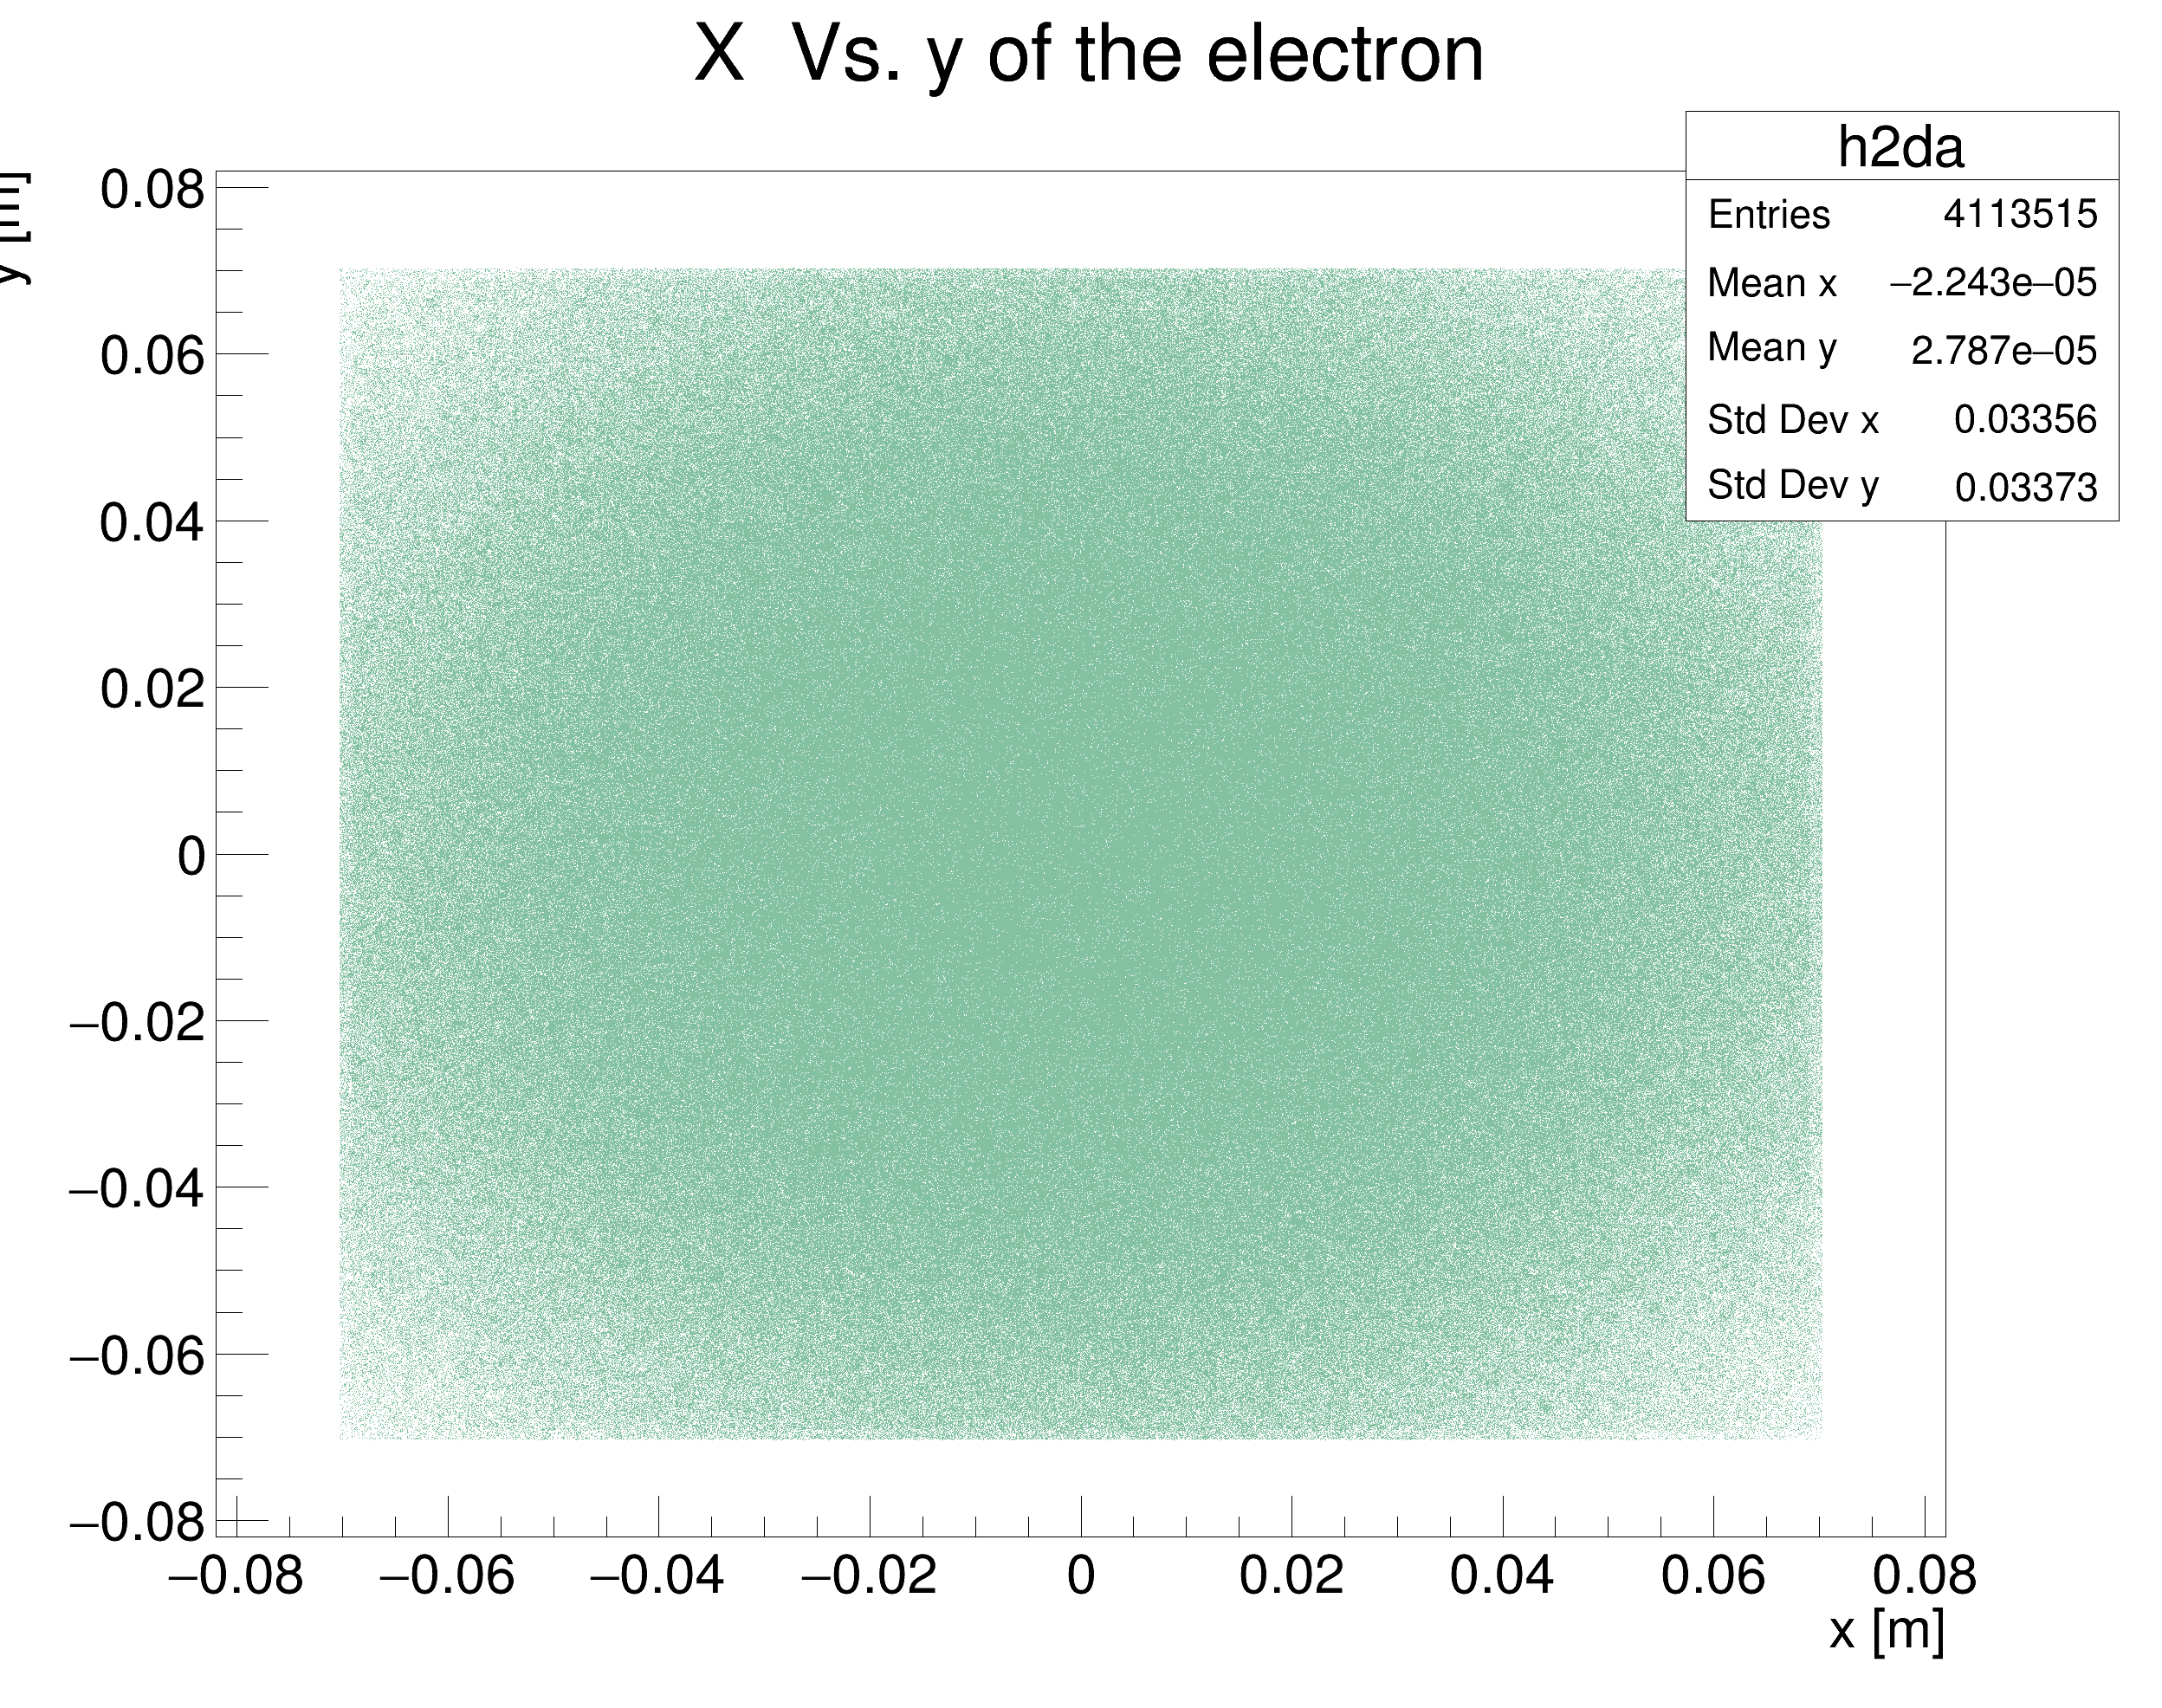 X Vs. y of the electron
h2da
Entries 4113515
Mean x −2.243e−05
Mean y 2.787e−05
Std Dev x 0.03356
Std Dev y 0.03373
y [m]
0.08
0.06
0.04
0.02
0
−0.02
−0.04
−0.06
−0.08
−0.08 −0.06 −0.04 −0.02 0 0.02 0.04 0.06 0.08
x [m]